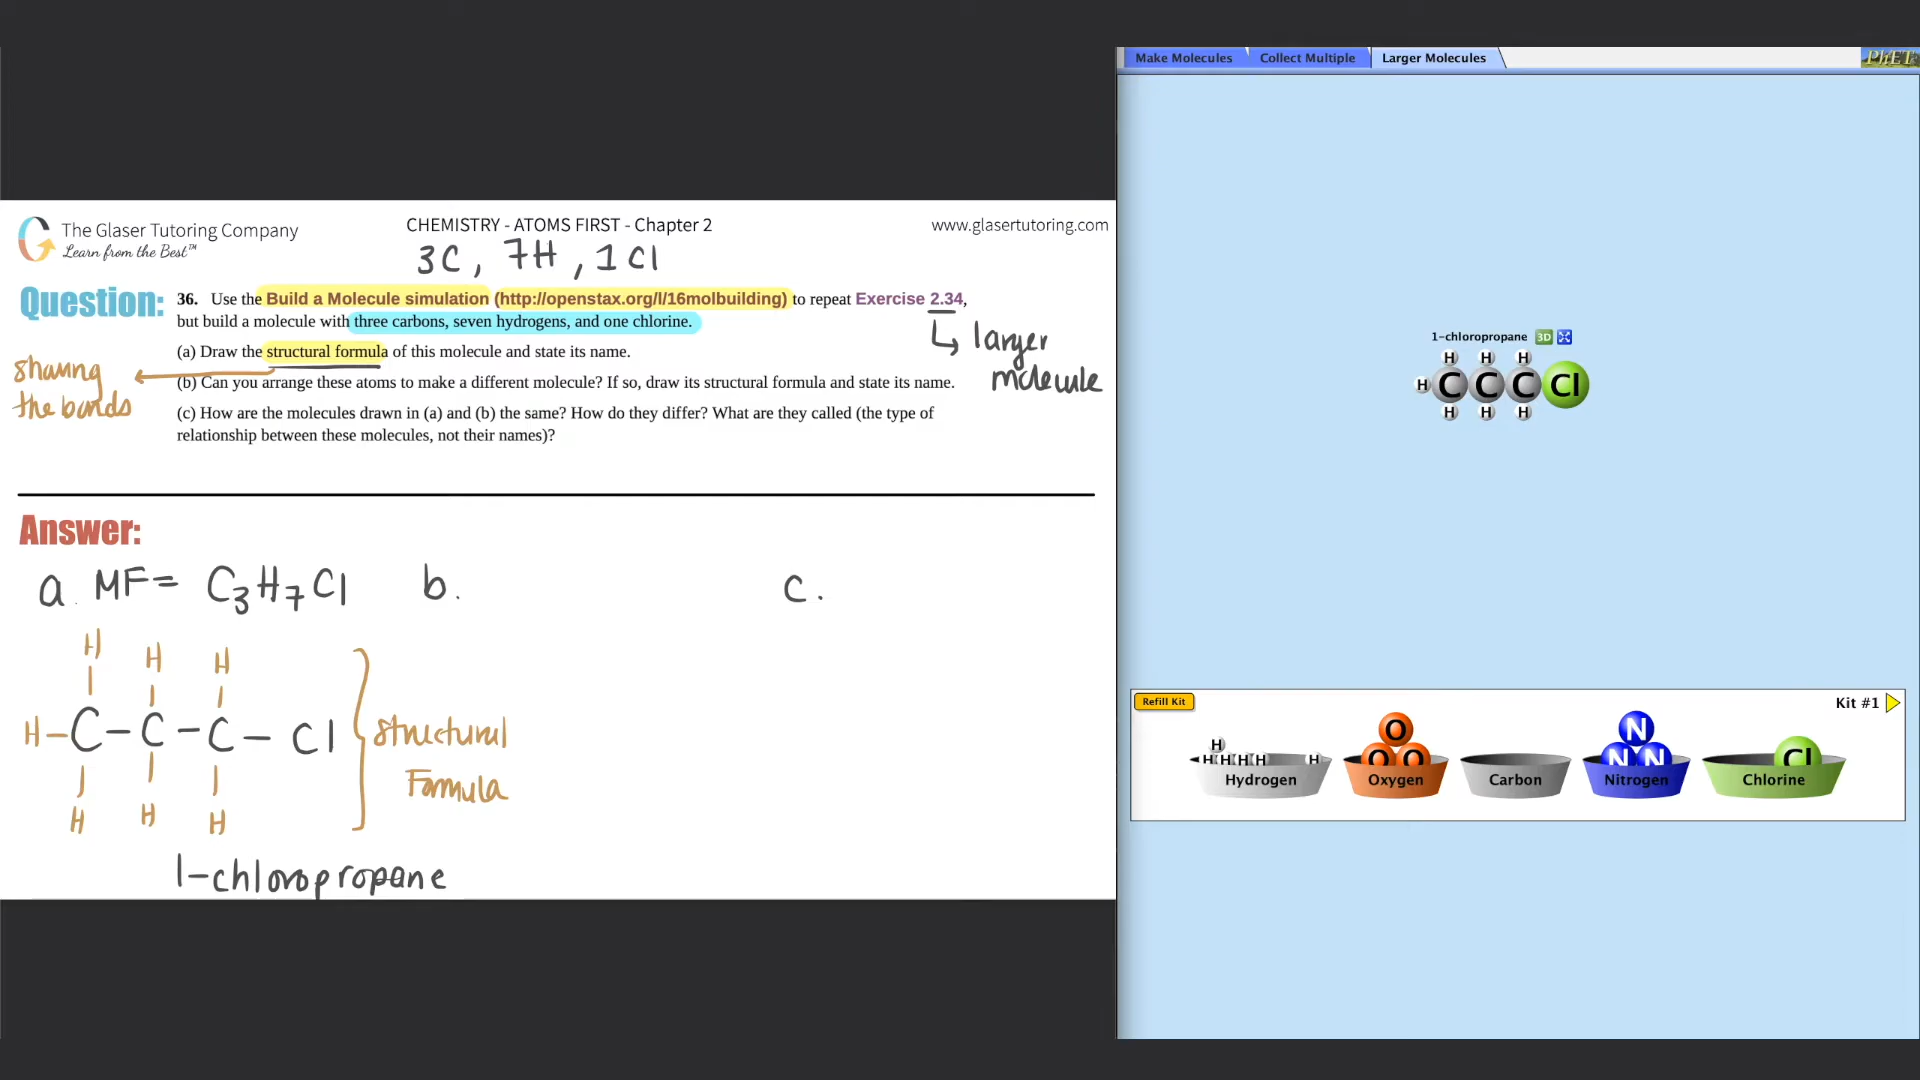 Make Molecules
Collect Multiple
Larger Molecules
PhET
The Glaser Tutoring Company
Learn from the Best™
CHEMISTRY - ATOMS FIRST - Chapter 2
www.glasertutoring.com
3C, 7H, 1Cl
Question:
36. Use the Build a Molecule simulation (http://openstax.org/l/16molbuilding) to repeat Exercise 2.34,
but build a molecule with three carbons, seven hydrogens, and one chlorine.
(a) Draw the structural formula of this molecule and state its name.
(b) Can you arrange these atoms to make a different molecule? If so, draw its structural formula and state its name.
(c) How are the molecules drawn in (a) and (b) the same? How do they differ? What are they called (the type of
relationship between these molecules, not their names)?
larger
molecule
sharing
the bonds
Answer:
a. MF= C₃H₇Cl
b.
c.
H H H
H-C-C-C-Cl
H H H
Structural
Formula
1-chloropropane
1-chloropropane 3D
H H H
H C C C Cl
H H H
Refill Kit
Kit #1
H
H H H H H
Hydrogen
O
O O
Oxygen
Carbon
N
N N
Nitrogen
Cl
Chlorine